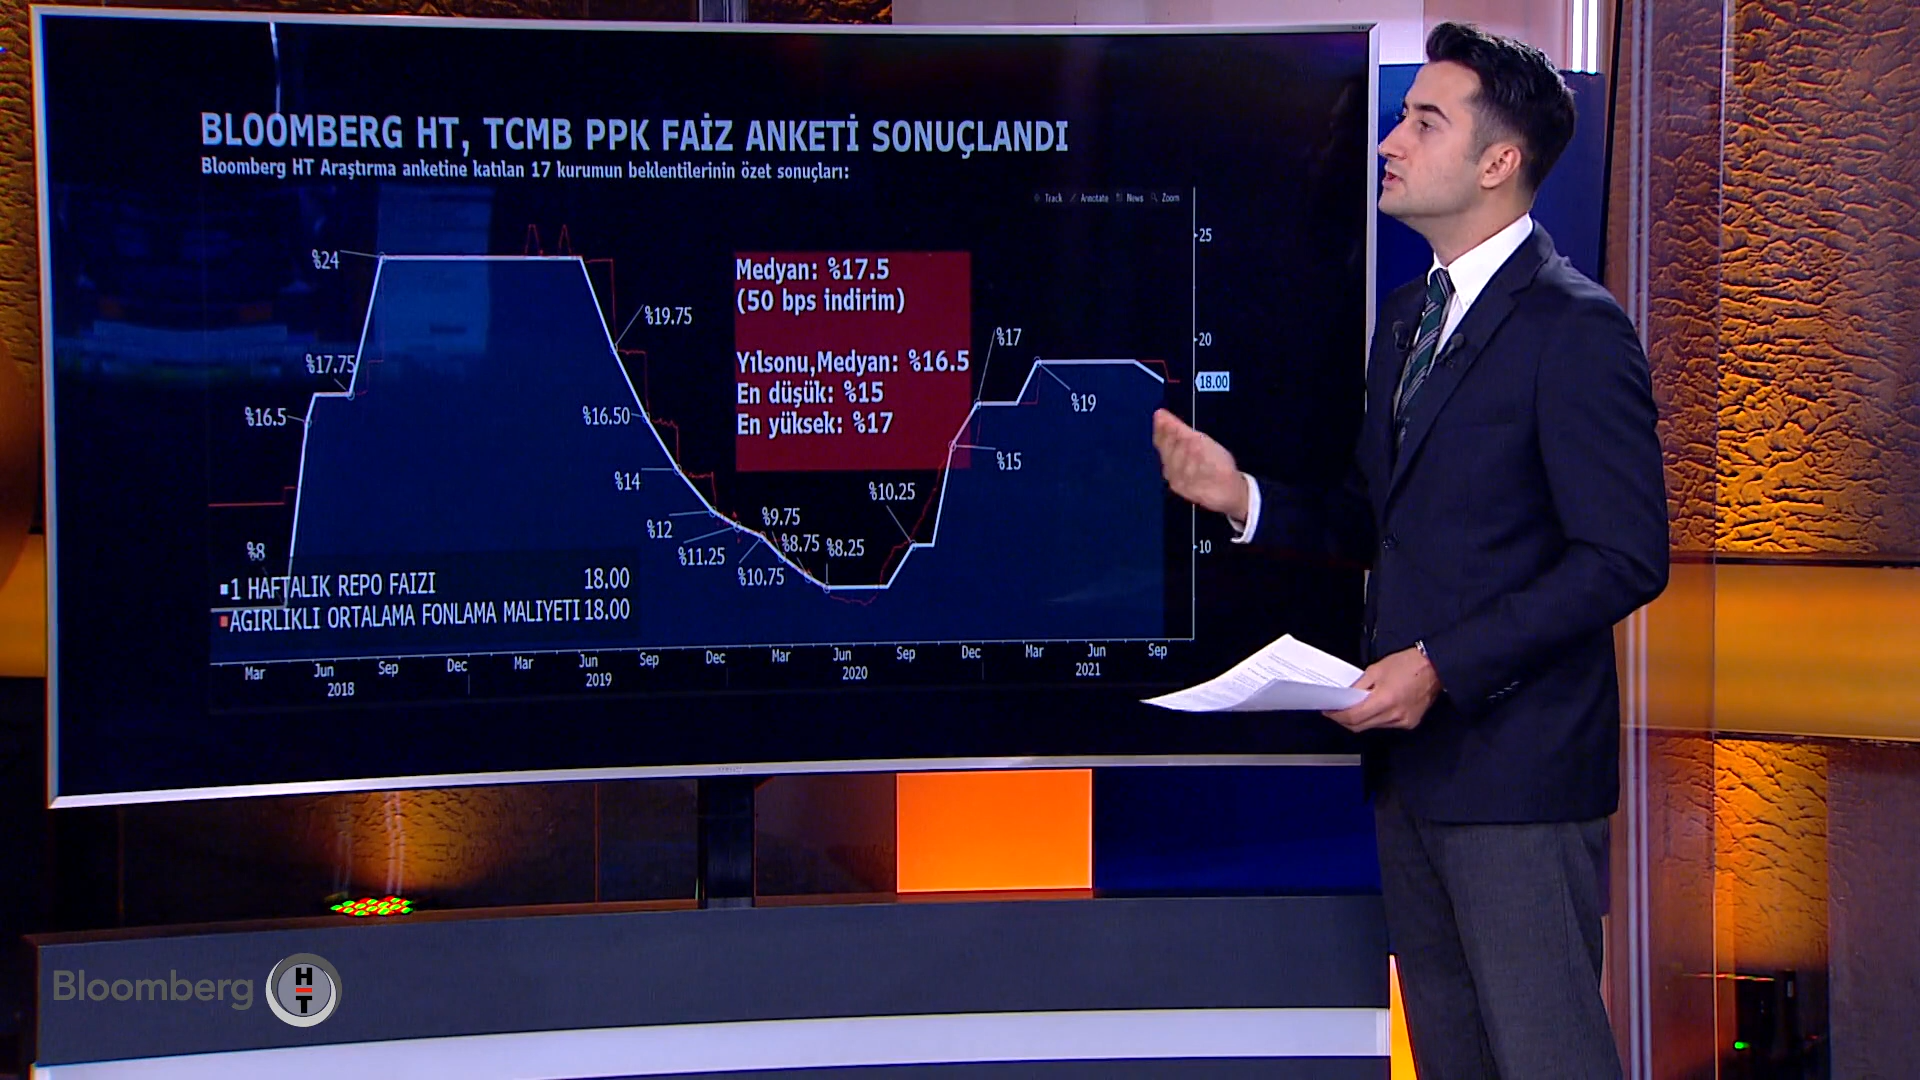 BLOOMBERG HT, TCMB PPK FAİZ ANKETİ SONUÇLANDI
Bloomberg HT Araştırma anketine katılan 17 kurumun beklentilerinin özet sonuçları:
Track Annotate News Zoom
25
%24
Medyan: %17.5
(50 bps indirim)
%19.75
%17
20
%17.75
Yılsonu,Medyan: %16.5
En düşük: %15
En yüksek: %17
18.00
%16.5
%16.50
%19
%14
%15
%10.25
%12
%9.75
%11.25
%8.75
%8.25
%10.75
10
%8
1 HAFTALIK REPO FAIZI 18.00
AGIRLIKLI ORTALAMA FONLAMA MALIYETI 18.00
Mar Jun Sep Dec Mar Jun Sep Dec Mar Jun Sep Dec Mar Jun Sep
2018 2019 2020 2021
Bloomberg HT